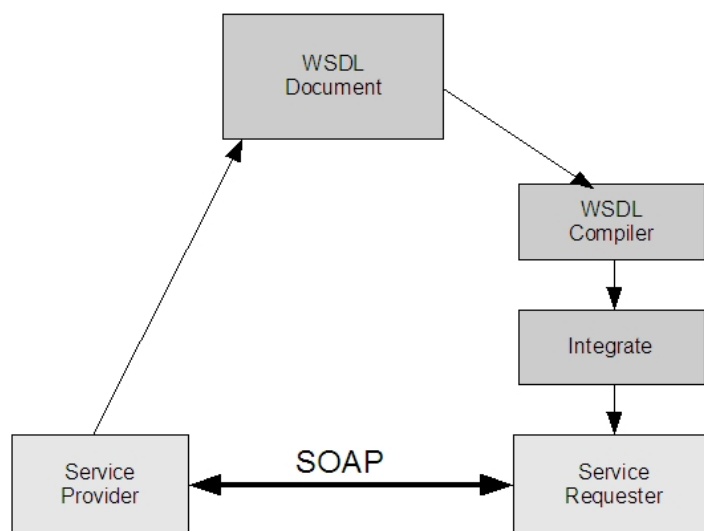 WSDL
Document
WSDL
Compiler
Integrate
SOAP
Service
Provider
Service
Requester